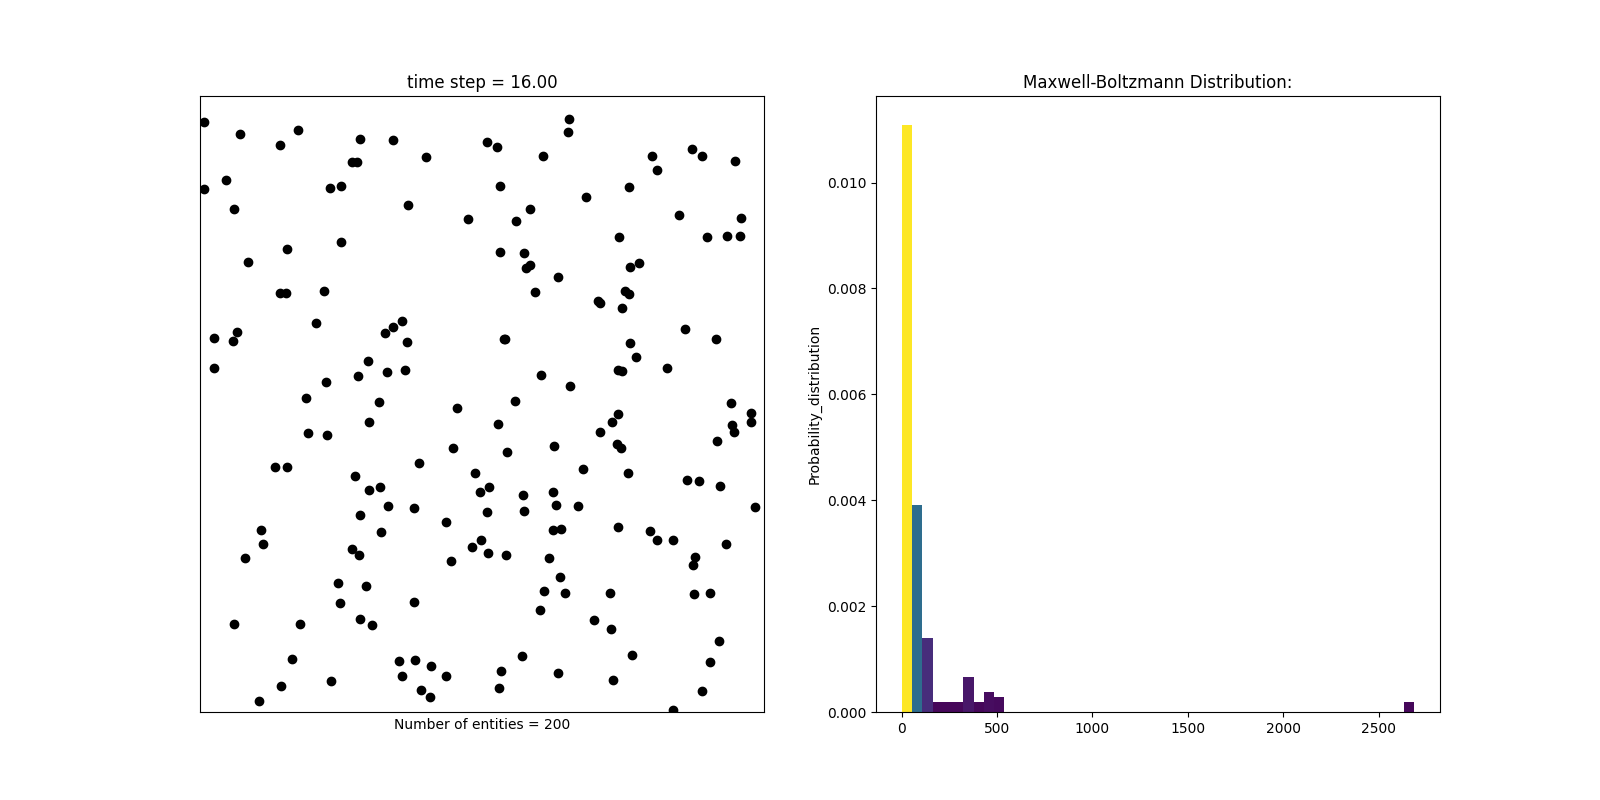 time step = 16.00
Number of entities = 200
Maxwell-Boltzmann Distribution:
Probability_distribution
0.010
0.008
0.006
0.004
0.002
0.000
0 500 1000 1500 2000 2500